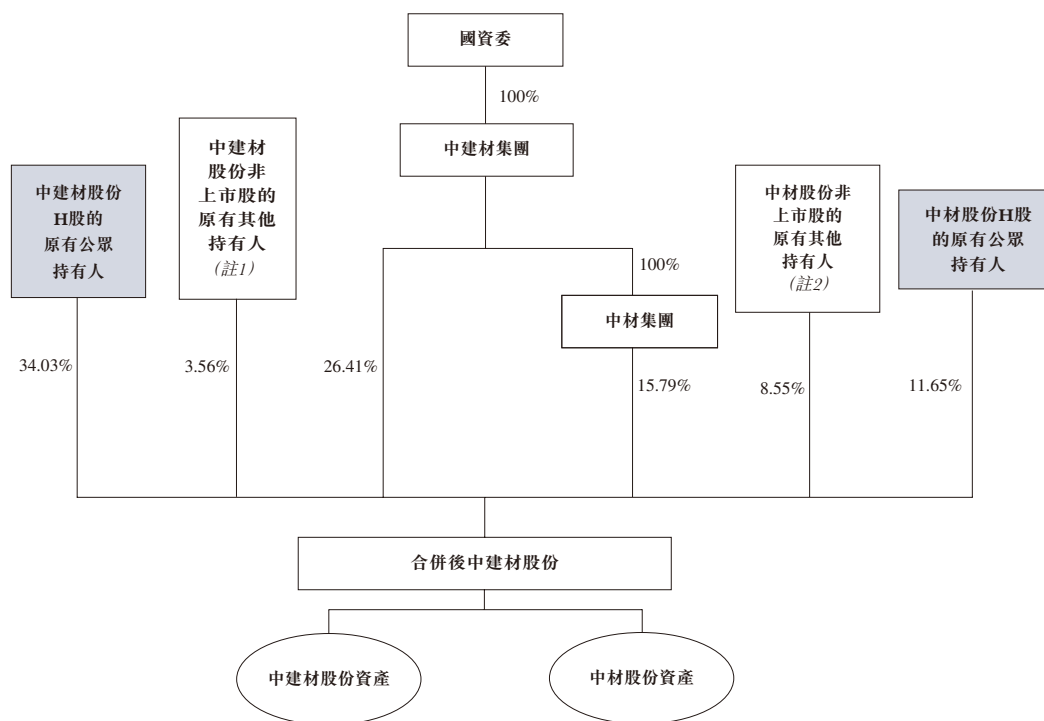 國資委
100%
中建材集團
中建材股份
H股的
原有公眾
持有人
中建材
股份非
上市股的
原有其他
持有人
（註1）
100%
中材集團
中材股份非
上市股的
原有其他
持有人
（註2）
中材股份H股
的原有公眾
持有人
34.03%
3.56%
26.41%
15.79%
8.55%
11.65%
合併後中建材股份
中建材股份資產
中材股份資產